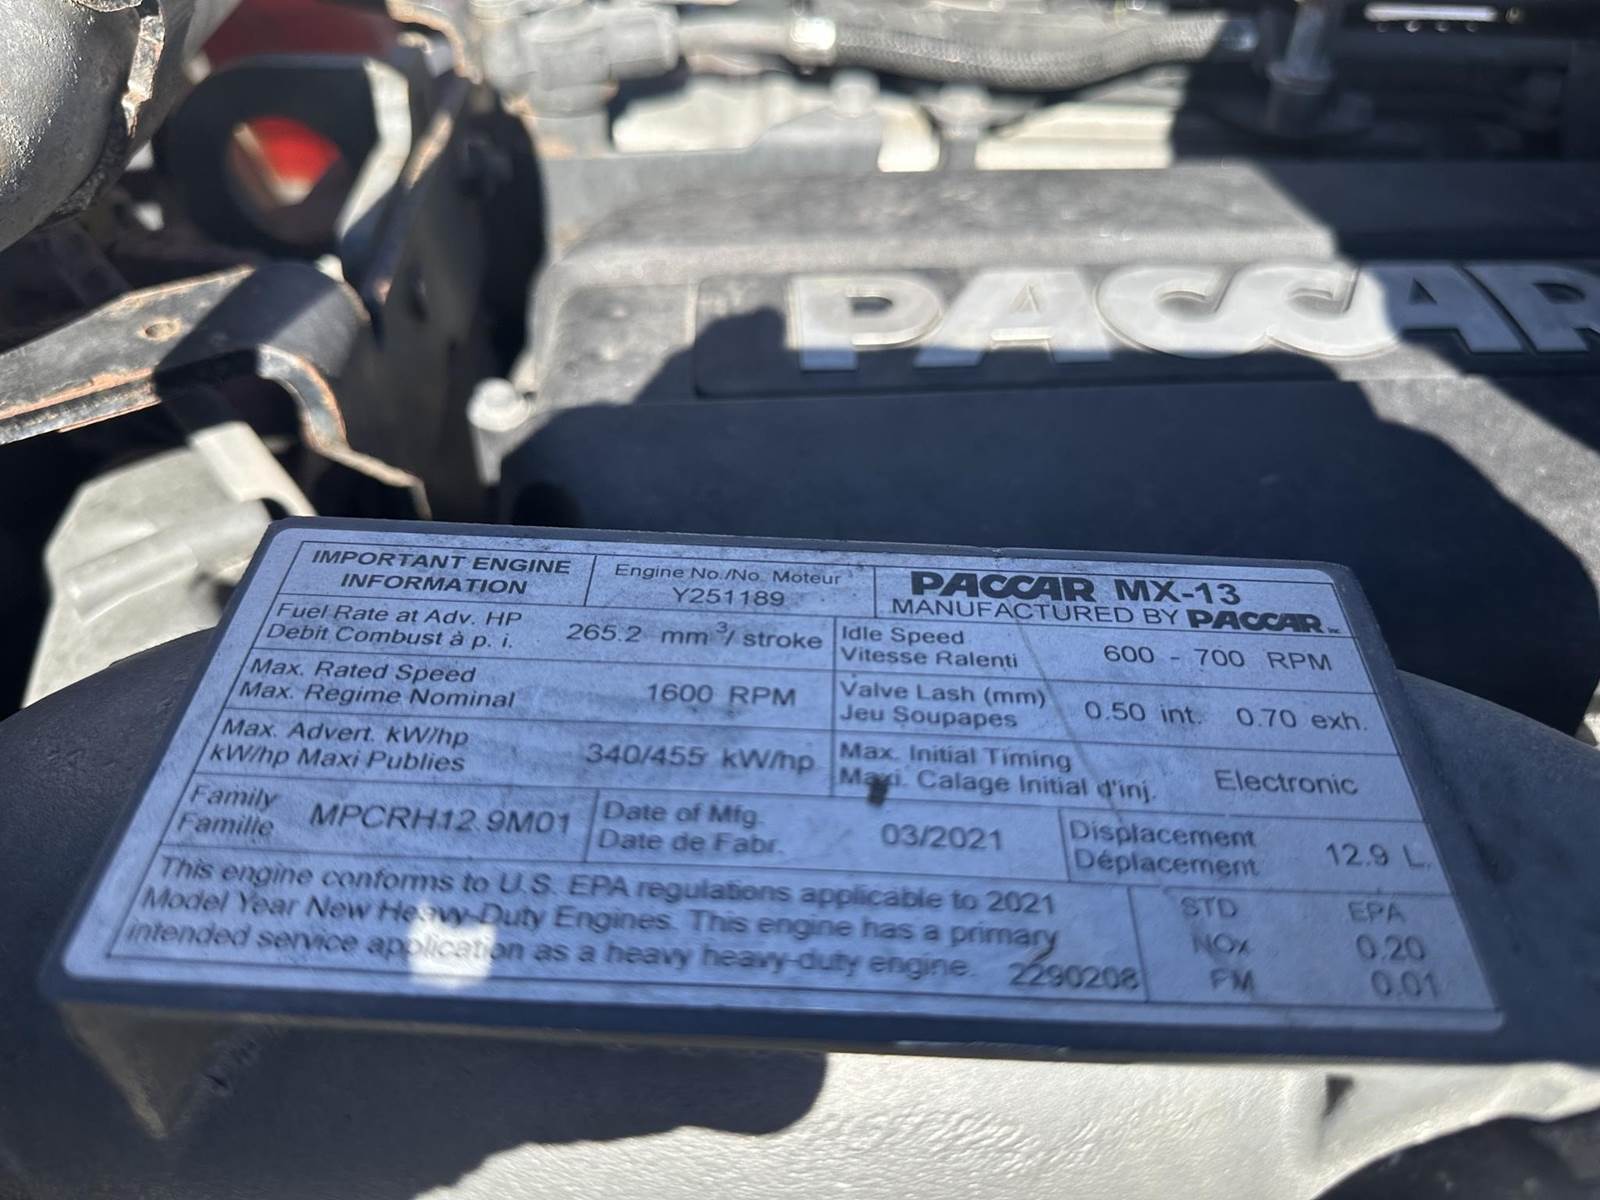 PACCAR
IMPORTANT ENGINE
INFORMATION
Engine No./No. Moteur
Y251189
PACCAR MX-13
MANUFACTURED BY PACCAR
Fuel Rate at Adv. HP
Debit Combust à p. i.
265.2 mm³/ stroke
Idle Speed
Vitesse Ralenti
600 - 700 RPM
Max. Rated Speed
Max. Regime Nominal
1600 RPM
Valve Lash (mm)
Jeu Soupapes
0.50 int. 0.70 exh.
Max. Advert. kW/hp
kW/hp Maxi Publies
340/455 kW/hp
Max. Initial Timing
Maxi. Calage Initial d'inj.
Electronic
Family
Famille
MPCRH12.9M01
Date of Mfg.
Date de Fabr.
03/2021
Displacement
Déplacement
12.9 L.
This engine conforms to U.S. EPA regulations applicable to 2021
Model Year New Heavy-Duty Engines. This engine has a primary
intended service application as a heavy heavy-duty engine.
2290208
STD EPA
NOx 0.20
PM 0.01